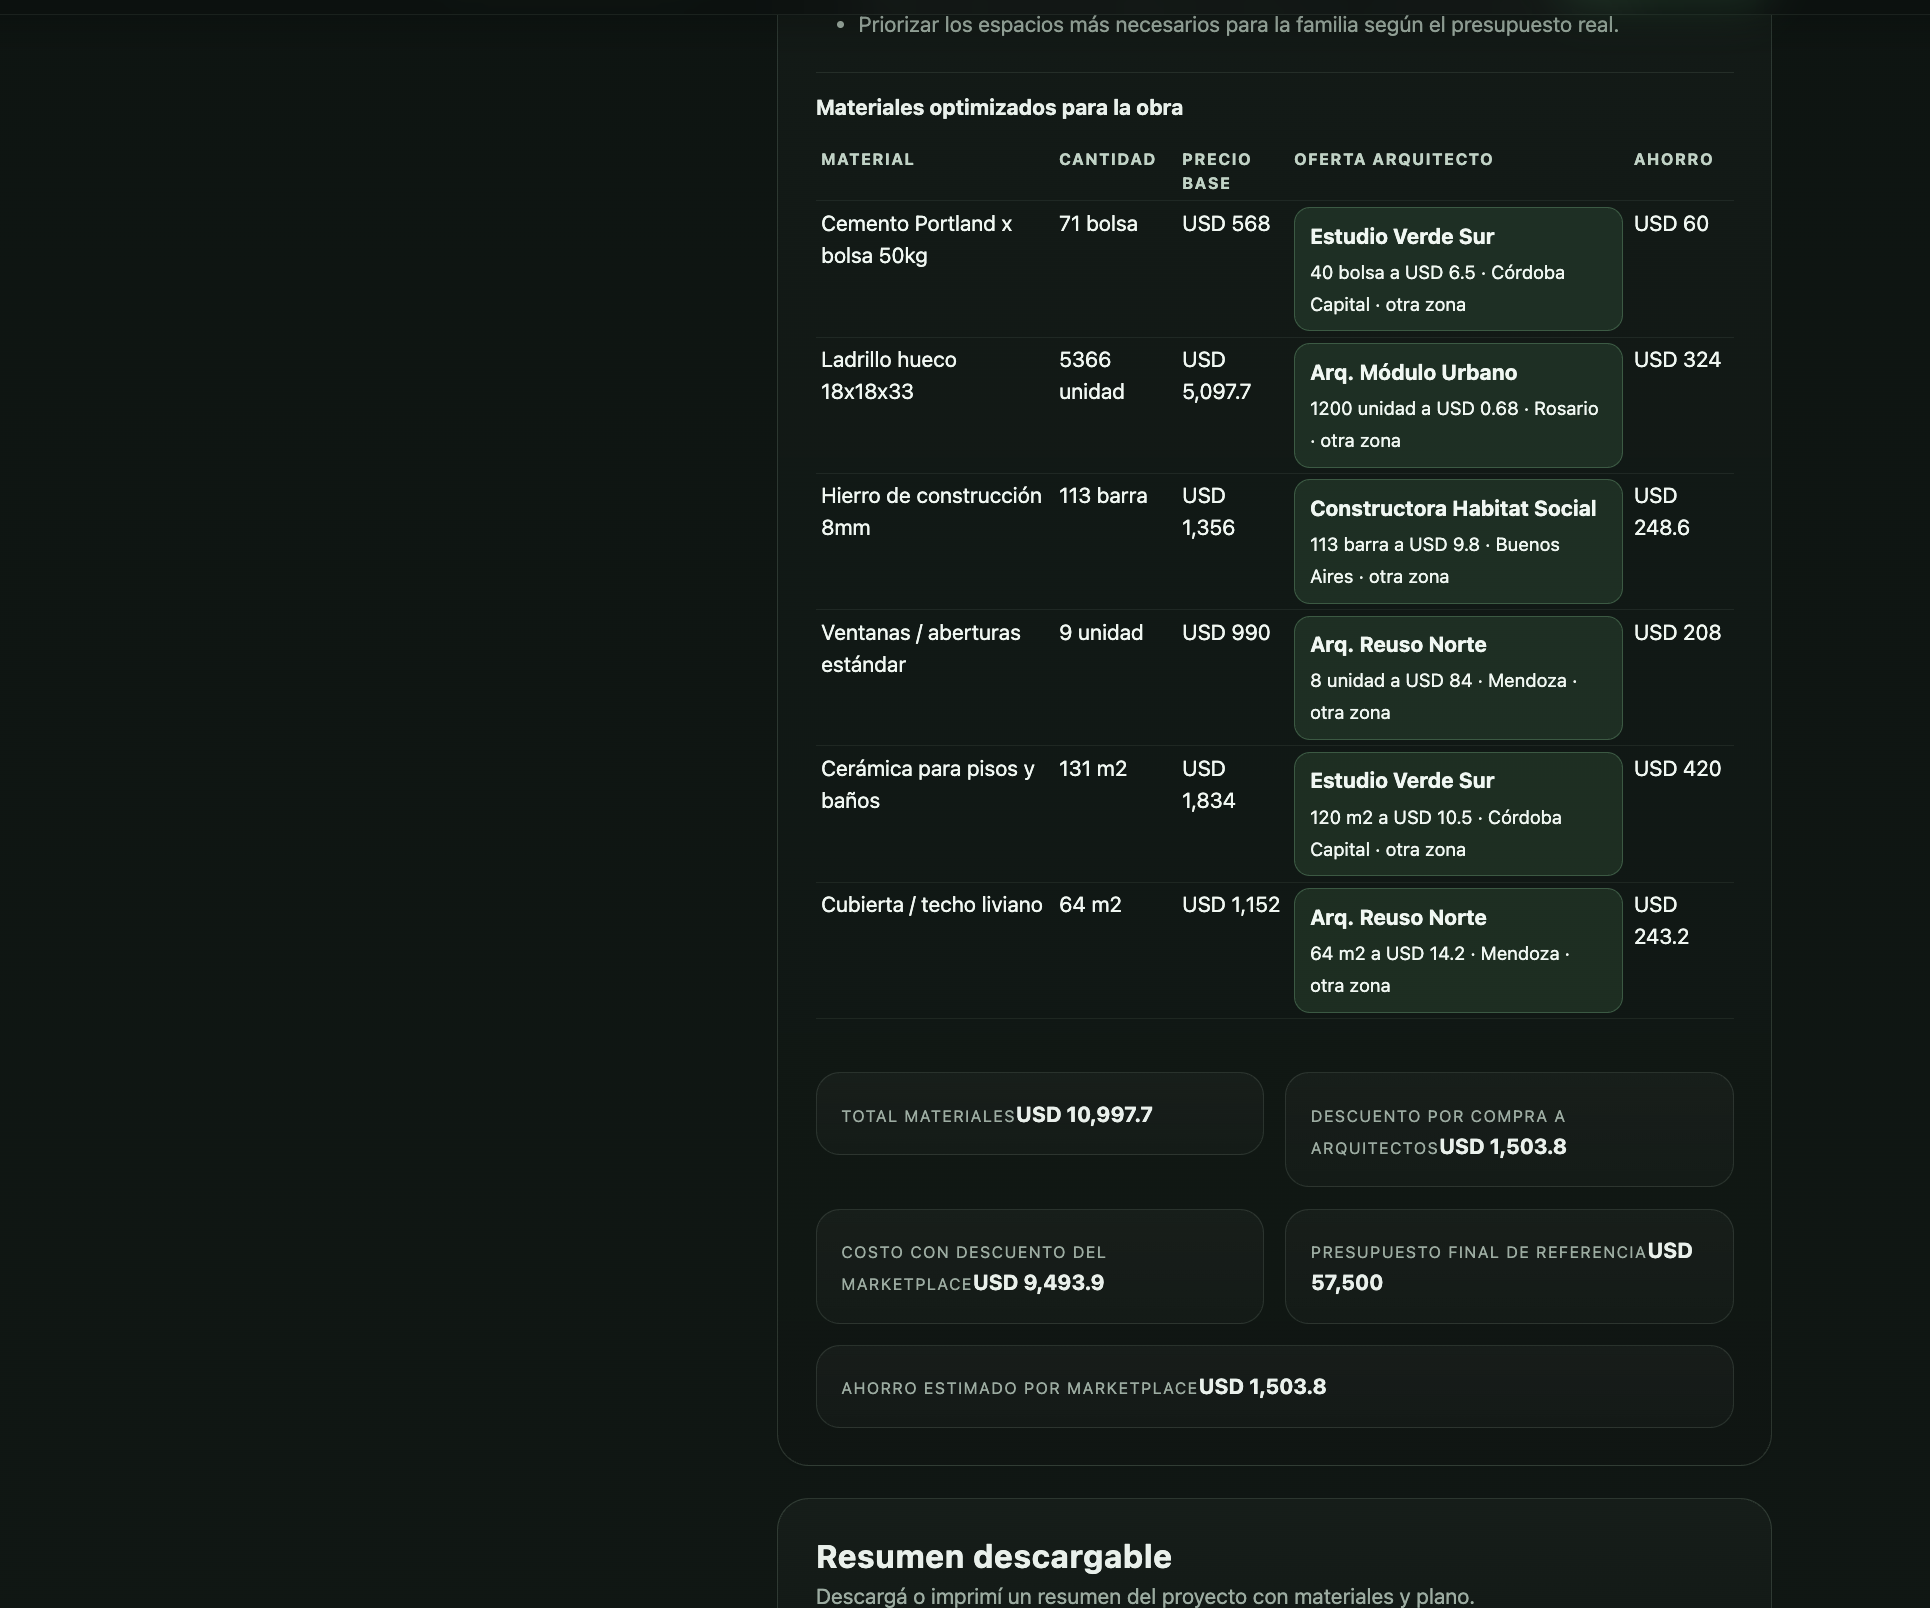 • Priorizar los espacios más necesarios para la familia según el presupuesto real.
Materiales optimizados para la obra
MATERIAL CANTIDAD PRECIO BASE OFERTA ARQUITECTO AHORRO
Cemento Portland x bolsa 50kg 71 bolsa USD 568 Estudio Verde Sur 40 bolsa a USD 6.5 · Córdoba Capital · otra zona USD 60
Ladrillo hueco 18x18x33 5366 unidad USD 5,097.7 Arq. Módulo Urbano 1200 unidad a USD 0.68 · Rosario · otra zona USD 324
Hierro de construcción 8mm 113 barra USD 1,356 Constructora Habitat Social 113 barra a USD 9.8 · Buenos Aires · otra zona USD 248.6
Ventanas / aberturas estándar 9 unidad USD 990 Arq. Reuso Norte 8 unidad a USD 84 · Mendoza · otra zona USD 208
Cerámica para pisos y baños 131 m2 USD 1,834 Estudio Verde Sur 120 m2 a USD 10.5 · Córdoba Capital · otra zona USD 420
Cubierta / techo liviano 64 m2 USD 1,152 Arq. Reuso Norte 64 m2 a USD 14.2 · Mendoza · otra zona USD 243.2
TOTAL MATERIALESUSD 10,997.7
DESCUENTO POR COMPRA A
ARQUITECTOSUSD 1,503.8
COSTO CON DESCUENTO DEL
MARKETPLACEUSD 9,493.9
PRESUPUESTO FINAL DE REFERENCIAUSD
57,500
AHORRO ESTIMADO POR MARKETPLACEUSD 1,503.8
Resumen descargable
Descargá o imprimí un resumen del proyecto con materiales y plano.